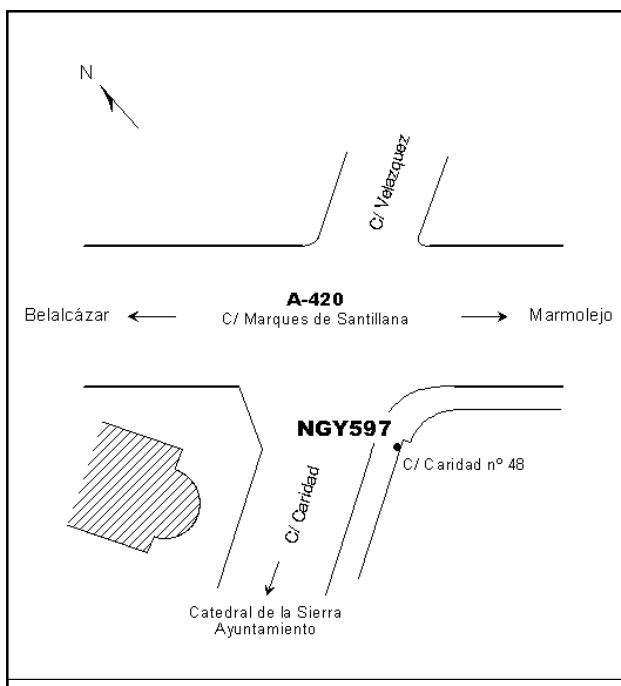 N
C/ Velazquez
A-420
C/ Marques de Santillana
Belalcázar
Marmolejo
NGY597
C/ Caridad nº 48
C/ Caridad
Catedral de la Sierra
Ayuntamiento